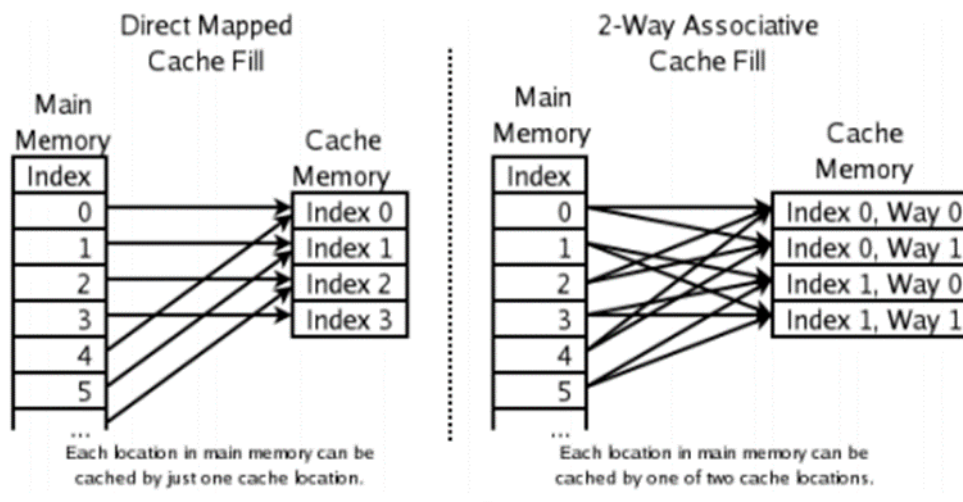 Direct Mapped
Cache Fill
Main
Memory
Index
0
1
2
3
4
5
...
Cache
Memory
Index 0
Index 1
Index 2
Index 3
Each location in main memory can be
cached by just one cache location.
2-Way Associative
Cache Fill
Main
Memory
Index
0
1
2
3
4
5
...
Cache
Memory
Index 0, Way 0
Index 0, Way 1
Index 1, Way 0
Index 1, Way 1
Each location in main memory can be
cached by one of two cache locations.